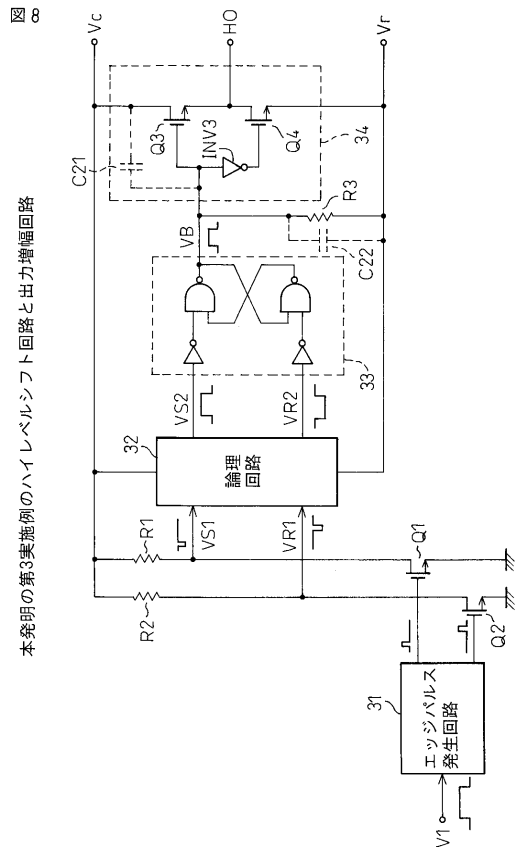 図8
本発明の第3実施例のハイレベルシフト回路と出力増幅回路
Vc
HO
Vr
C21
Q3
INV3
Q4
34
VB
R3
C22
33
VS2
VR2
32
論理
回路
R1
R2
VS1
VR1
Q1
Q2
31
エッジパルス
発生回路
V1